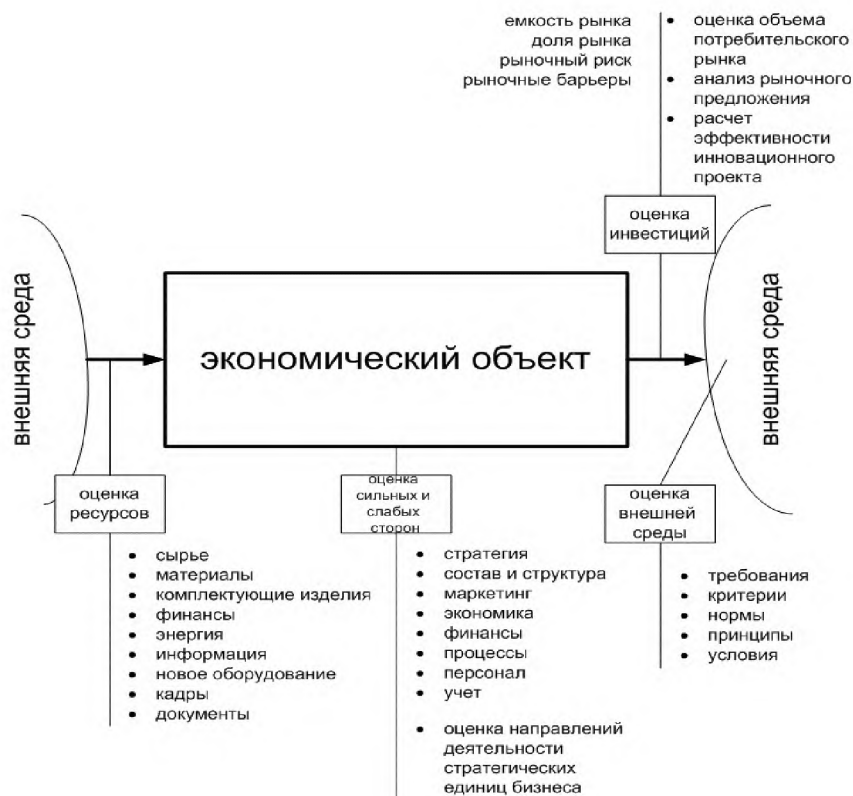 емкость рынка
доля рынка
рыночный риск
рыночные барьеры
• оценка объема
потребительского
рынка
• анализ рыночного
предложения
• расчет
эффективности
инновационного
проекта
оценка
инвестиций
внешняя среда
экономический объект
внешняя среда
оценка
ресурсов
оценка
сильных и
слабых
сторон
оценка
внешней
среды
• сырье
• материалы
• комплектующие изделия
• финансы
• энергия
• информация
• новое оборудование
• кадры
• документы
• стратегия
• состав и структура
• маркетинг
• экономика
• финансы
• процессы
• персонал
• учет
• оценка направлений
деятельности
стратегических
единиц бизнеса
• требования
• критерии
• нормы
• принципы
• условия